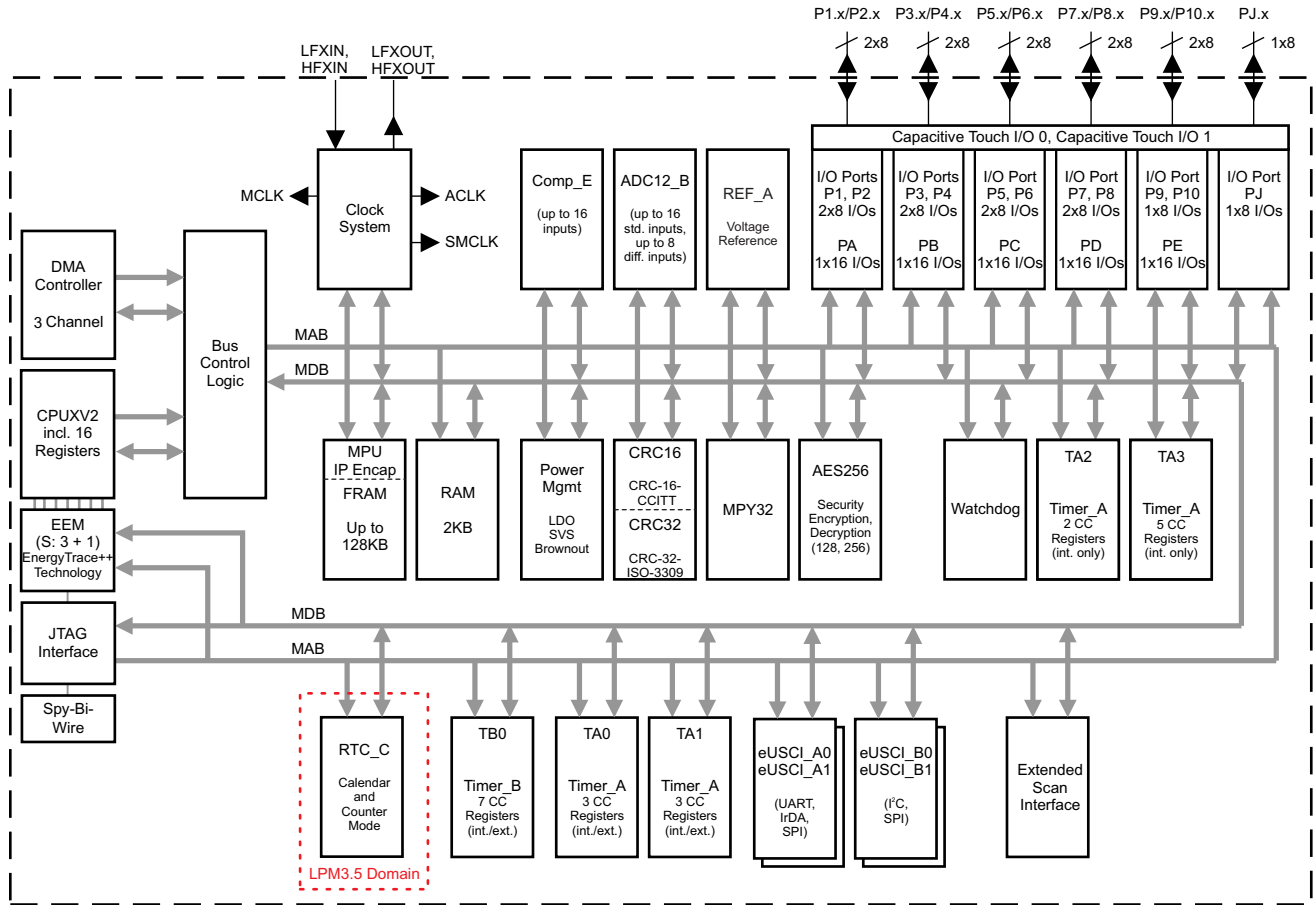 P1.x/P2.x
P3.x/P4.x
P5.x/P6.x
P7.x/P8.x
P9.x/P10.x
PJ.x
2x8
2x8
2x8
2x8
2x8
1x8
LFXIN,
HFXIN
LFXOUT,
HFXOUT
Capacitive Touch I/O 0, Capacitive Touch I/O 1
MCLK
Clock
System
ACLK
SMCLK
Comp_E
(up to 16
inputs)
ADC12_B
(up to 16
std. inputs,
up to 8
diff. inputs)
REF_A
Voltage
Reference
I/O Ports
P1, P2
2x8 I/Os
PA
1x16 I/Os
I/O Ports
P3, P4
2x8 I/Os
PB
1x16 I/Os
I/O Port
P5, P6
2x8 I/Os
PC
1x16 I/Os
I/O Port
P7, P8
2x8 I/Os
PD
1x16 I/Os
I/O Port
P9, P10
1x8 I/Os
PE
1x16 I/Os
I/O Port
PJ
1x8 I/Os
DMA
Controller
3 Channel
Bus
Control
Logic
MAB
MDB
CPUXV2
incl. 16
Registers
MPU
IP Encap
FRAM
Up to
128KB
RAM
2KB
Power
Mgmt
LDO
SVS
Brownout
CRC16
CRC-16-
CCITT
CRC32
CRC-32-
ISO-3309
MPY32
AES256
Security
Encryption,
Decryption
(128, 256)
Watchdog
TA2
Timer_A
2 CC
Registers
(int. only)
TA3
Timer_A
5 CC
Registers
(int. only)
EEM
(S: 3 + 1)
EnergyTrace++
Technology
JTAG
Interface
Spy-Bi-
Wire
MDB
MAB
RTC_C
Calendar
and
Counter
Mode
LPM3.5 Domain
TB0
Timer_B
7 CC
Registers
(int./ext.)
TA0
Timer_A
3 CC
Registers
(int./ext.)
TA1
Timer_A
3 CC
Registers
(int./ext.)
eUSCI_A0
eUSCI_A1
(UART,
IrDA,
SPI)
eUSCI_B0
eUSCI_B1
(I²C,
SPI)
Extended
Scan
Interface